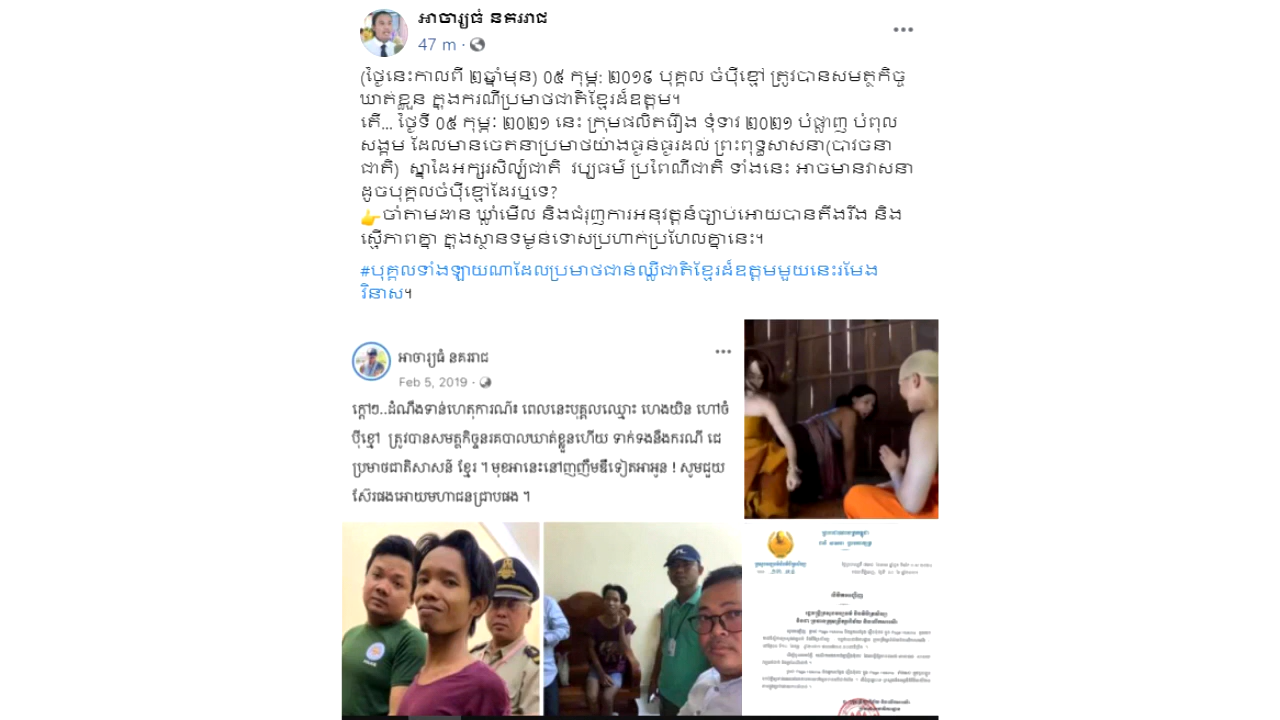 អាចារ្យធំ នគររាជ
47 m ·
(ថ្ងៃនេះកាលពី ២ឆ្នាំមុន) ០៥ កុម្ភ: ២០១៩ បុគ្គល ចំប៉ីខ្មៅ ត្រូវបានសមត្ថកិច្ច
ឃាត់ខ្លួន ក្នុងករណីប្រមាថជាតិខ្មែរដ៏ឧត្តម។
តើ... ថ្ងៃទី ០៥ កុម្ភ: ២០២១ នេះ ក្រុមផលិតរឿង ទុំទាវ ២០២១ បំផ្លាញ បំពុល
សង្គម ដែលមានចេតនាប្រមាថយ៉ាងធ្ងន់ធ្ងរដល់ ព្រះពុទ្ធសាសនា(បាវចនា
ជាតិ) ស្នាដៃអក្សរសិល្ប៍ជាតិ វប្បធម៌ ប្រពៃណីជាតិ ទាំងនេះ អាចមានវាសនា
ដូចបុគ្គលចំប៉ីខ្មៅដែរឬទេ?
👉ចាំតាមដាន ឃ្លាំមើល និងជំរុញការអនុវត្តន៍ច្បាប់អោយបានតឹងរឹង និង
ស្មើភាពគ្នា ក្នុងស្ថានទម្ងន់ទោសប្រហាក់ប្រហែលគ្នានេះ។
#បុគ្គលទាំងឡាយណាដែលប្រមាថជាន់ឈ្លីជាតិខ្មែរដ៏ឧត្តមមួយនេះរមែង
វិនាស។
អាចារ្យធំ នគររាជ
Feb 5, 2019 ·
ក្តៅៗ..ដំណឹងទាន់ហេតុការណ៍៖ ពេលនេះបុគ្គលឈ្មោះ ហេងយិន ហៅចំ
ប៉ីខ្មៅ ត្រូវបានសមត្ថកិច្ចនរគបាលឃាត់ខ្លួនហើយ ទាក់ទងនឹងករណី ជេ
ប្រមាថជាតិសាសន៍ ខ្មែរ ។ មុខអានេះនៅញញឹមឌឺទៀតអាអូន ! សូមជួយ
ស៊ែរផងអោយមហាជនជ្រាបផង ។